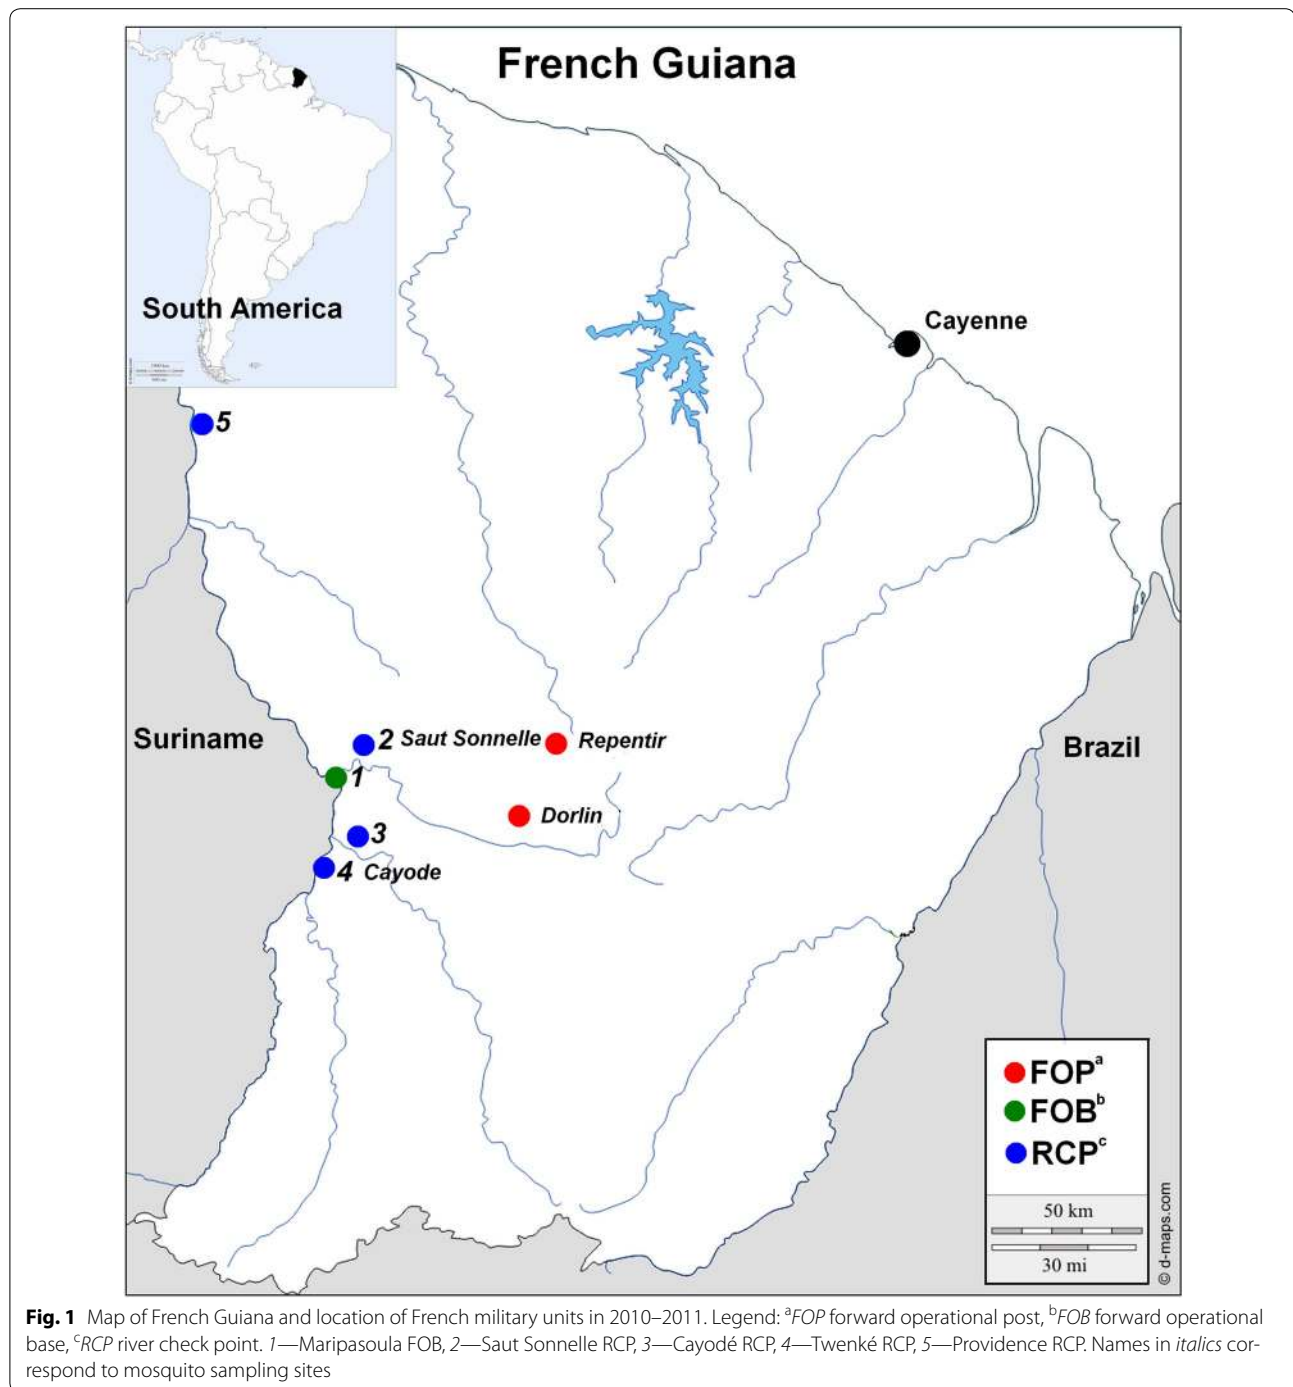 French Guiana
South America
Cayenne
5
Suriname
2 Saut Sonnelle
Repentir
Brazil
1
Dorlin
3
4 Cayode
FOPᵃ
FOBᵇ
RCPᶜ
50 km
30 mi
© d-maps.com
Fig. 1 Map of French Guiana and location of French military units in 2010–2011. Legend: ᵃFOP forward operational post, ᵇFOB forward operational
base, ᶜRCP river check point. 1—Maripasoula FOB, 2—Saut Sonnelle RCP, 3—Cayodé RCP, 4—Twenké RCP, 5—Providence RCP. Names in italics cor-
respond to mosquito sampling sites